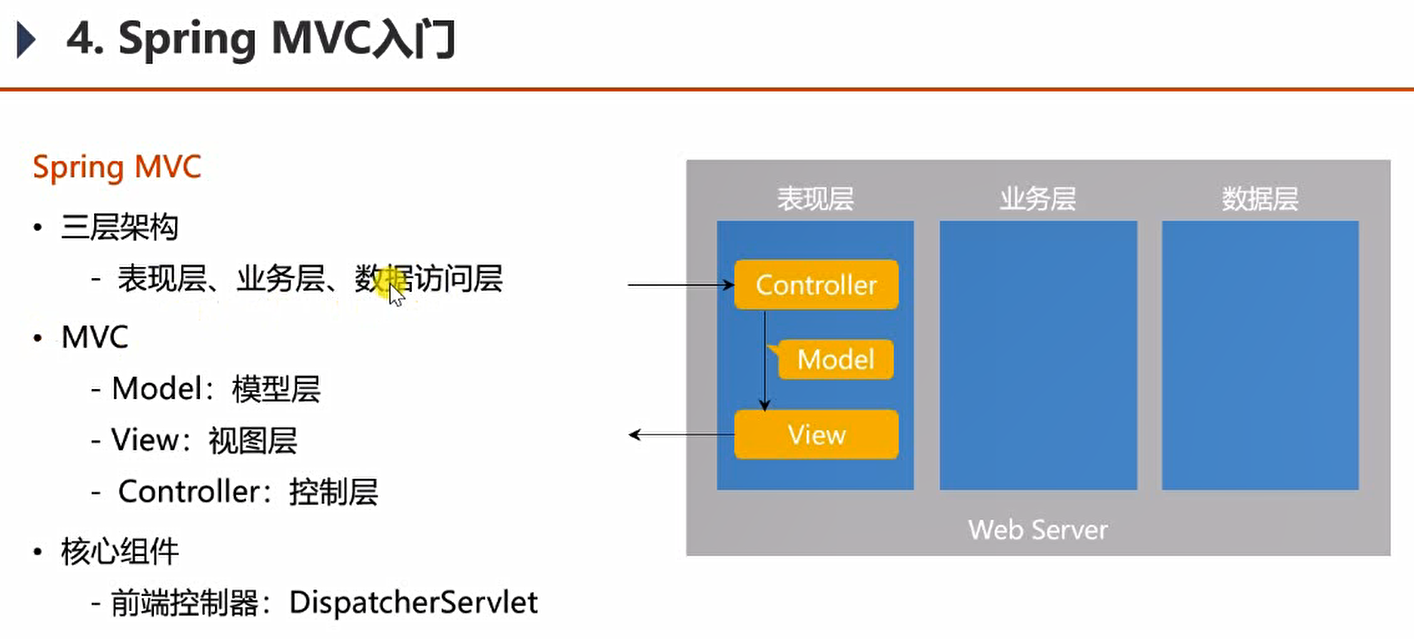 4. Spring MVC入门
Spring MVC
• 三层架构
- 表现层、业务层、数据访问层
• MVC
- Model：模型层
- View：视图层
- Controller：控制层
• 核心组件
- 前端控制器：DispatcherServlet
表现层
业务层
数据层
Controller
Model
View
Web Server